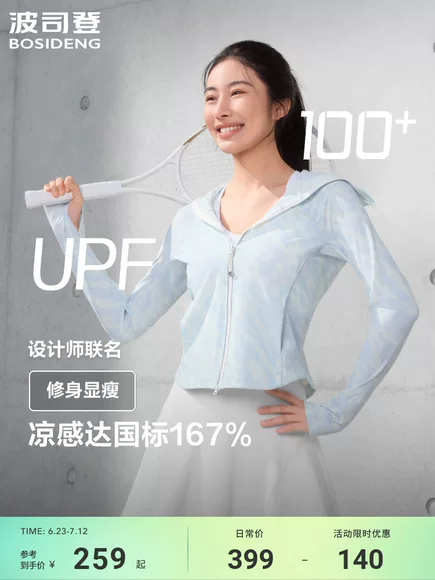 波司登
BOSIDENG
100+
UPF
设计师联名
修身显瘦
凉感达国标167%
TIME: 6.23-7.12
参考
到手价 ¥ 259 起
日常价
399
-
活动限时优惠
140